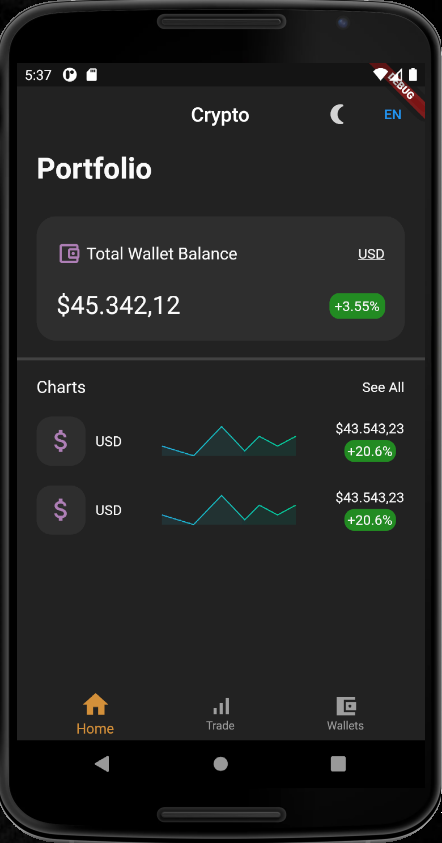 5:37
DEBUG
Crypto
EN
Portfolio
Total Wallet Balance
USD
$45.342,12
+3.55%
Charts
See All
$
USD
$43.543,23
+20.6%
$
USD
$43.543,23
+20.6%
Home
Trade
Wallets